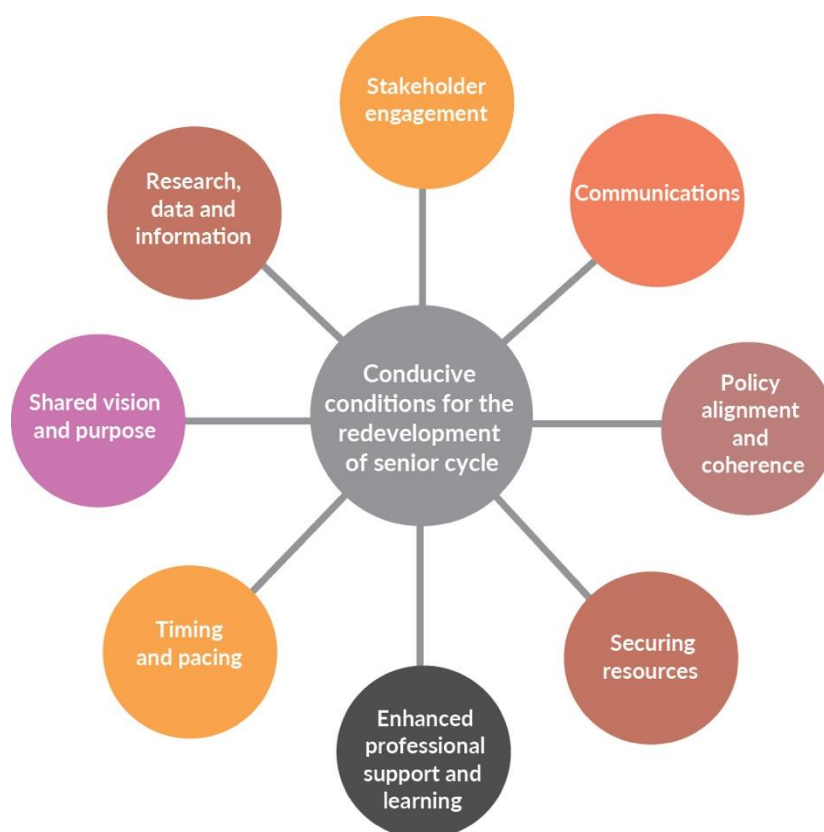 Stakeholder
engagement
Communications
Policy
alignment
and
coherence
Securing
resources
Enhanced
professional
support and
learning
Timing
and pacing
Shared vision
and purpose
Research,
data and
information
Conducive
conditions for the
redevelopment
of senior cycle